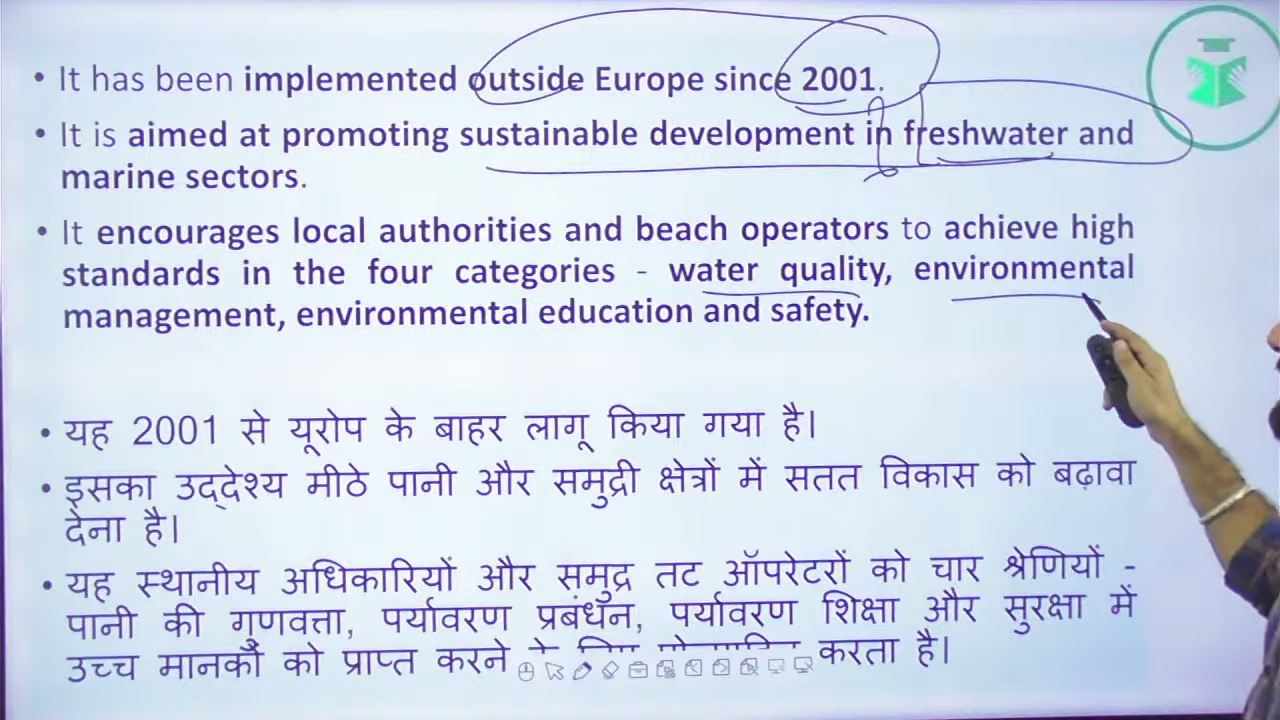 • It has been implemented outside Europe since 2001.
• It is aimed at promoting sustainable development in freshwater and
marine sectors.
• It encourages local authorities and beach operators to achieve high
standards in the four categories - water quality, environmental
management, environmental education and safety.
• यह 2001 से यूरोप के बाहर लागू किया गया है।
• इसका उद्देश्य मीठे पानी और समुद्री क्षेत्रों में सतत विकास को बढ़ावा
देना है।
• यह स्थानीय अधिकारियों और समुद्र तट ऑपरेटरों को चार श्रेणियों -
पानी की गुणवत्ता, पर्यावरण प्रबंधन, पर्यावरण शिक्षा और सुरक्षा में
उच्च मानकों को प्राप्त करने करता है।